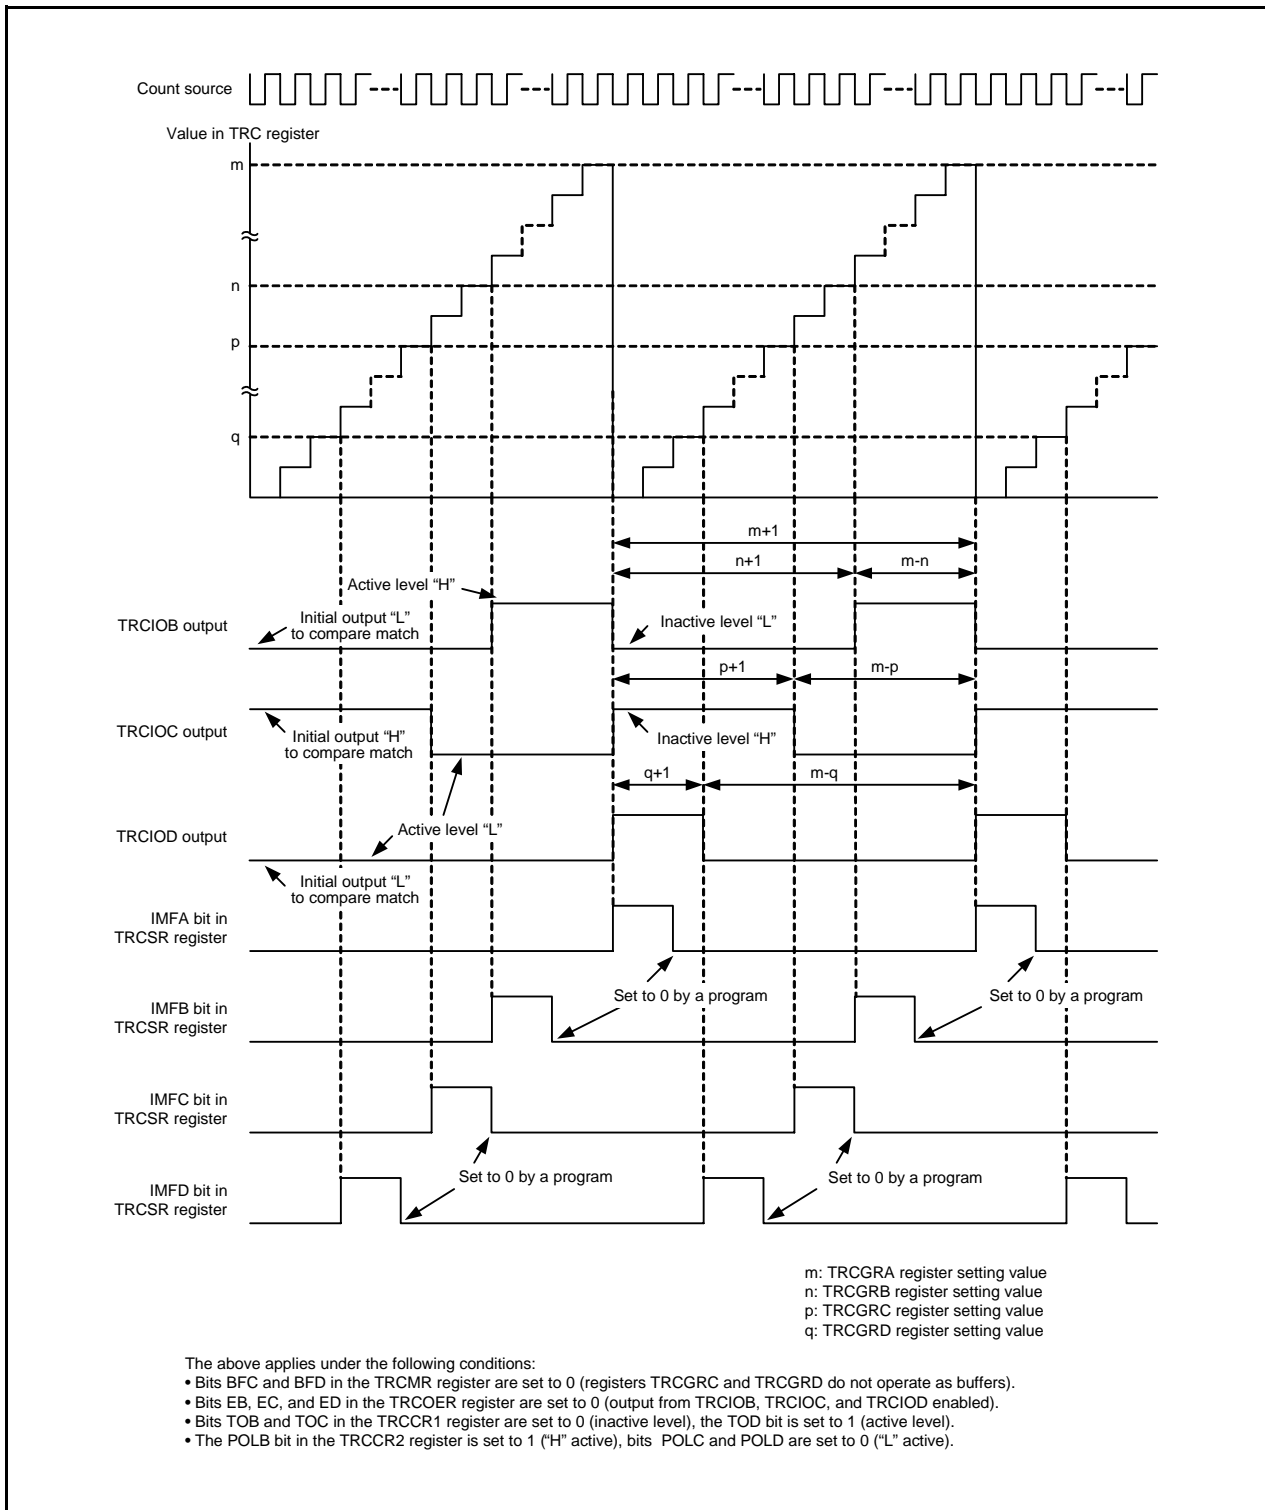 Count source
Value in TRC register
m
n
p
q
m+1
n+1
m-n
Active level “H”
Initial output “L”
to compare match
TRCIOB output
Inactive level “L”
p+1
m-p
TRCIOC output
Initial output “H”
to compare match
Inactive level “H”
q+1
m-q
Active level “L”
TRCIOD output
Initial output “L”
to compare match
IMFA bit in
TRCSR register
Set to 0 by a program
Set to 0 by a program
IMFB bit in
TRCSR register
IMFC bit in
TRCSR register
Set to 0 by a program
Set to 0 by a program
IMFD bit in
TRCSR register
m: TRCGRA register setting value
n: TRCGRB register setting value
p: TRCGRC register setting value
q: TRCGRD register setting value
The above applies under the following conditions:
• Bits BFC and BFD in the TRCMR register are set to 0 (registers TRCGRC and TRCGRD do not operate as buffers).
• Bits EB, EC, and ED in the TRCOER register are set to 0 (output from TRCIOB, TRCIOC, and TRCIOD enabled).
• Bits TOB and TOC in the TRCCR1 register are set to 0 (inactive level), the TOD bit is set to 1 (active level).
• The POLB bit in the TRCCR2 register is set to 1 (“H” active), bits POLC and POLD are set to 0 (“L” active).